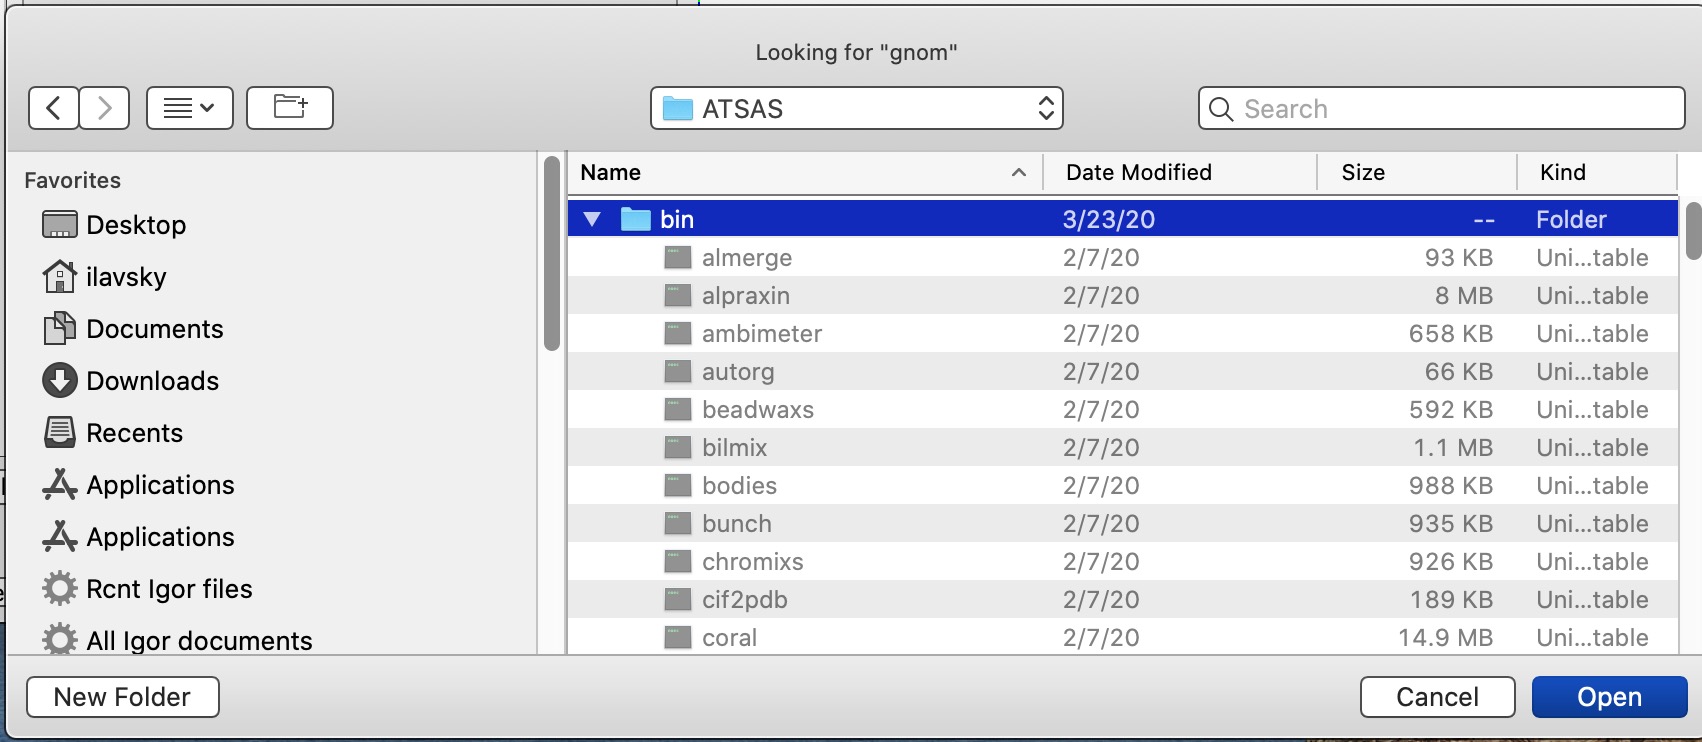 Looking for "gnom"
ATSAS
Search
Favorites
Desktop
ilavsky
Documents
Downloads
Recents
Applications
Applications
Rcnt Igor files
All Igor documents
Name Date Modified Size Kind
bin 3/23/20 -- Folder
almerge 2/7/20 93 KB Uni...table
alpraxin 2/7/20 8 MB Uni...table
ambimeter 2/7/20 658 KB Uni...table
autorg 2/7/20 66 KB Uni...table
beadwaxs 2/7/20 592 KB Uni...table
bilmix 2/7/20 1.1 MB Uni...table
bodies 2/7/20 988 KB Uni...table
bunch 2/7/20 935 KB Uni...table
chromixs 2/7/20 926 KB Uni...table
cif2pdb 2/7/20 189 KB Uni...table
coral 2/7/20 14.9 MB Uni...table
New Folder Cancel Open